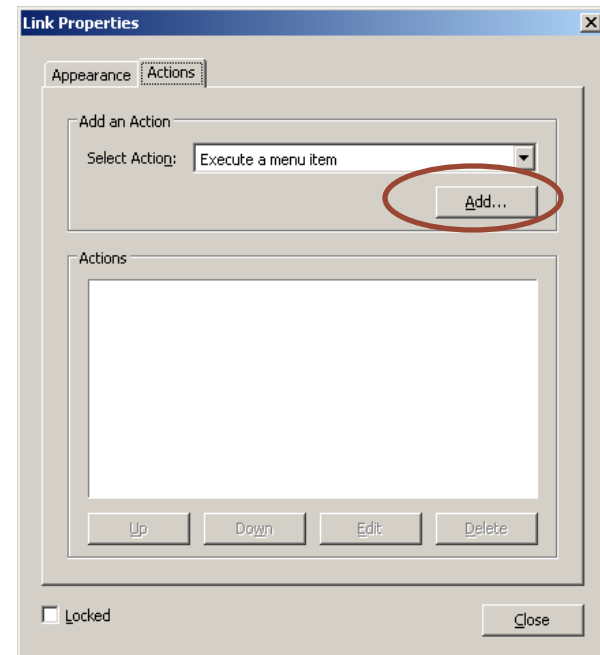 Link Properties
Appearance Actions
Add an Action
Select Action: Execute a menu item
Add...
Actions
Up Down Edit Delete
Locked Close